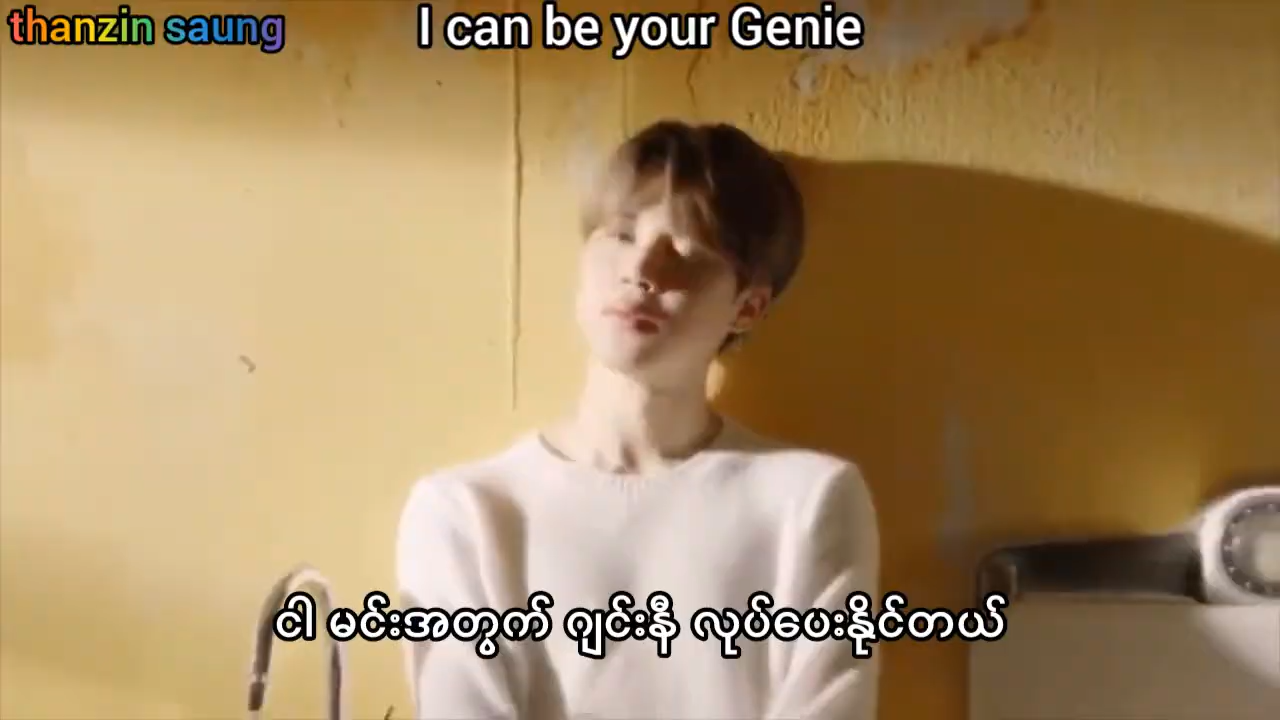 thanzin saung
I can be your Genie
ငါ မင်းအတွက် ဂျင်းနီ လုပ်ပေးနိုင်တယ်